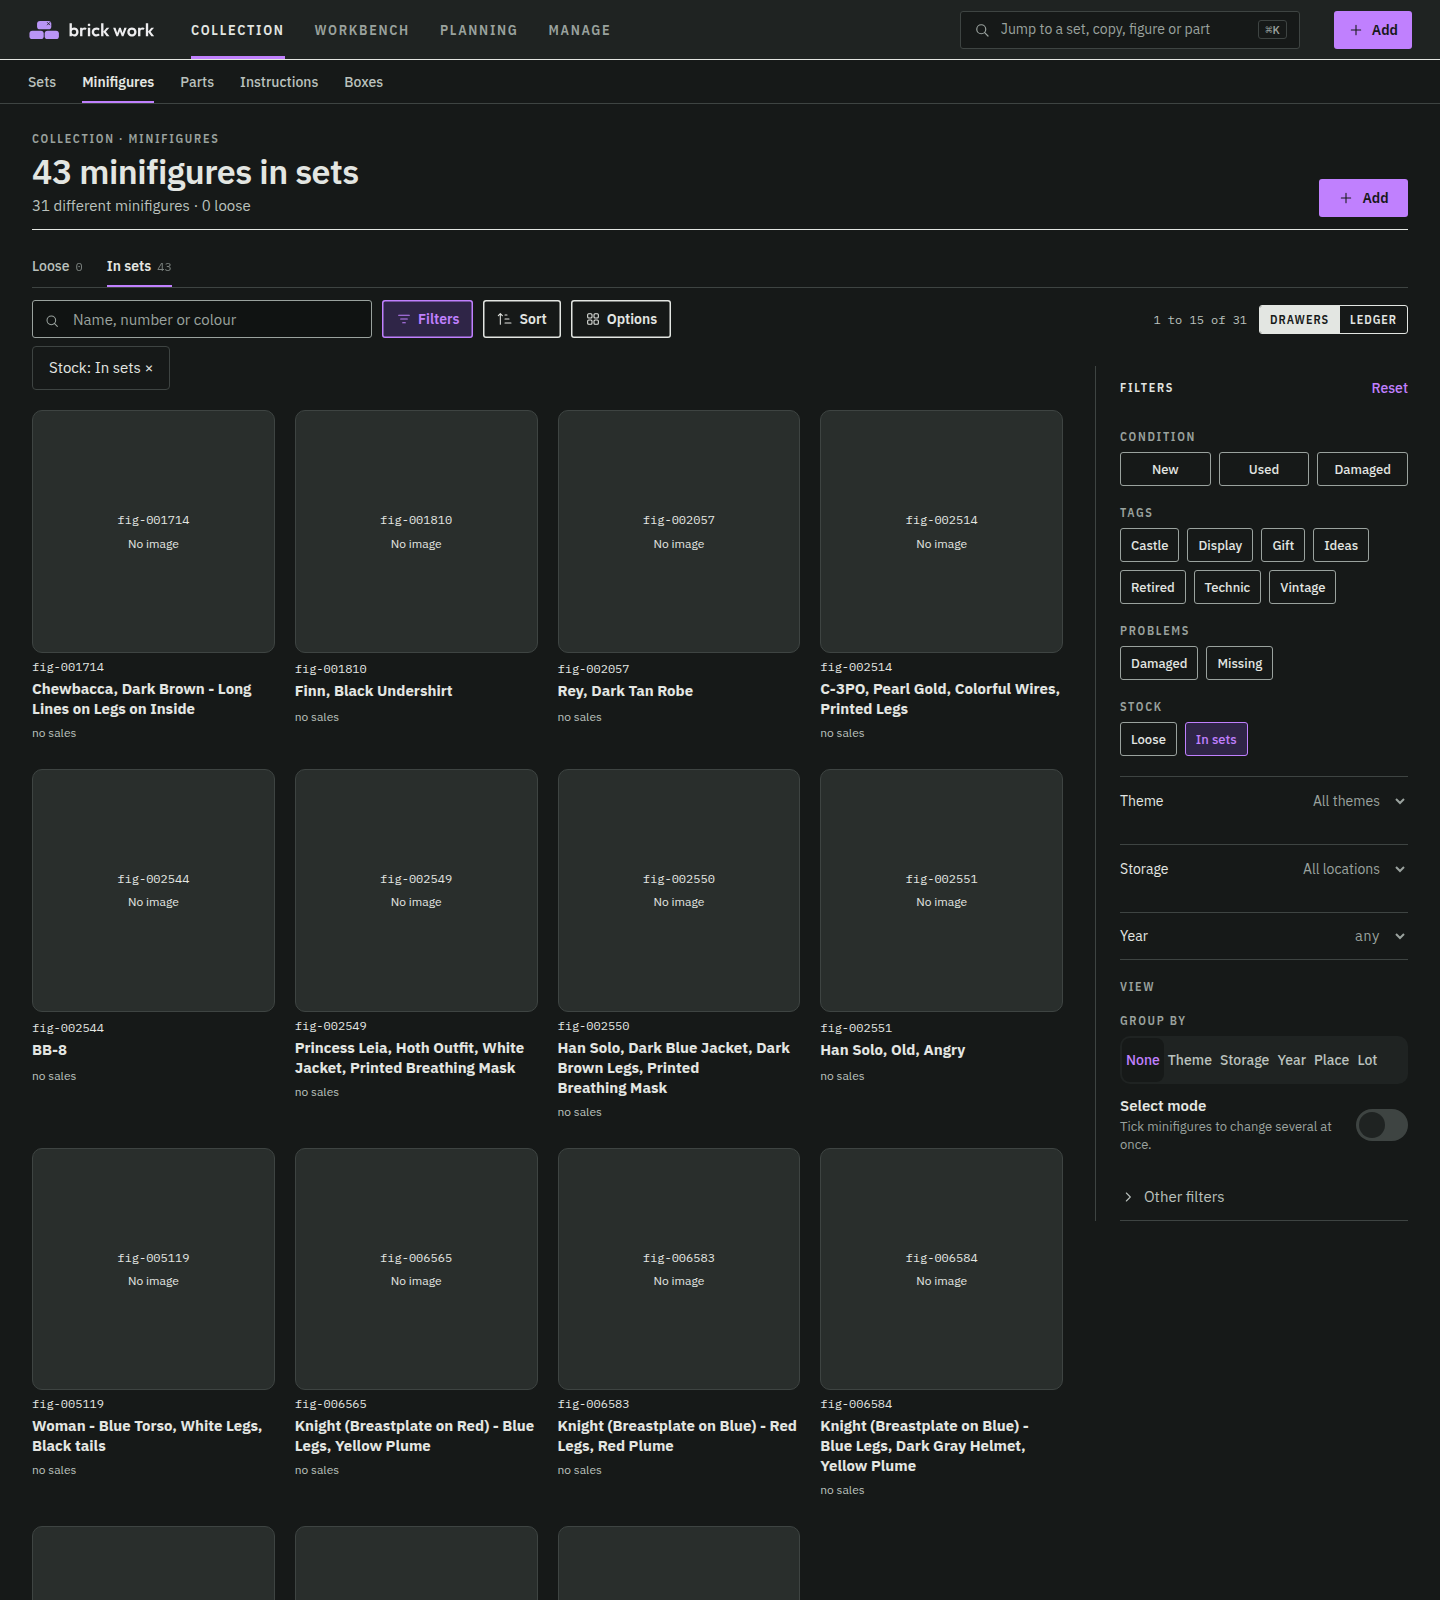 brick work
COLLECTION WORKBENCH PLANNING MANAGE
Jump to a set, copy, figure or part ⌘K
+ Add
Sets Minifigures Parts Instructions Boxes
COLLECTION · MINIFIGURES
43 minifigures in sets
31 different minifigures · 0 loose
+ Add
Loose 0 In sets 43
Name, number or colour Filters Sort Options
1 to 15 of 31 DRAWERS LEDGER
Stock: In sets ×
fig-001714
No image
fig-001714
Chewbacca, Dark Brown - Long
Lines on Legs on Inside
no sales
fig-001810
No image
fig-001810
Finn, Black Undershirt
no sales
fig-002057
No image
fig-002057
Rey, Dark Tan Robe
no sales
fig-002514
No image
fig-002514
C-3PO, Pearl Gold, Colorful Wires,
Printed Legs
no sales
fig-002544
No image
fig-002544
BB-8
no sales
fig-002549
No image
fig-002549
Princess Leia, Hoth Outfit, White
Jacket, Printed Breathing Mask
no sales
fig-002550
No image
fig-002550
Han Solo, Dark Blue Jacket, Dark
Brown Legs, Printed
Breathing Mask
no sales
fig-002551
No image
fig-002551
Han Solo, Old, Angry
no sales
fig-005119
No image
fig-005119
Woman - Blue Torso, White Legs,
Black tails
no sales
fig-006565
No image
fig-006565
Knight (Breastplate on Red) - Blue
Legs, Yellow Plume
no sales
fig-006583
No image
fig-006583
Knight (Breastplate on Blue) - Red
Legs, Red Plume
no sales
fig-006584
No image
fig-006584
Knight (Breastplate on Blue) -
Blue Legs, Dark Gray Helmet,
Yellow Plume
no sales
FILTERS Reset
CONDITION
New Used Damaged
TAGS
Castle Display Gift Ideas
Retired Technic Vintage
PROBLEMS
Damaged Missing
STOCK
Loose In sets
Theme All themes
Storage All locations
Year any
VIEW
GROUP BY
None Theme Storage Year Place Lot
Select mode
Tick minifigures to change several at
once.
Other filters